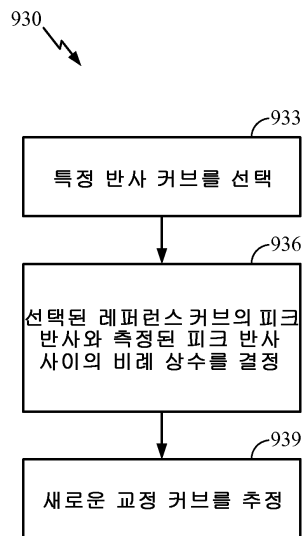 930
933
특정 반사 커브를 선택
936
선택된 레퍼런스 커브의 피크
반사와 측정된 피크 반사
사이의 비례 상수를 결정
939
새로운 교정 커브를 추정